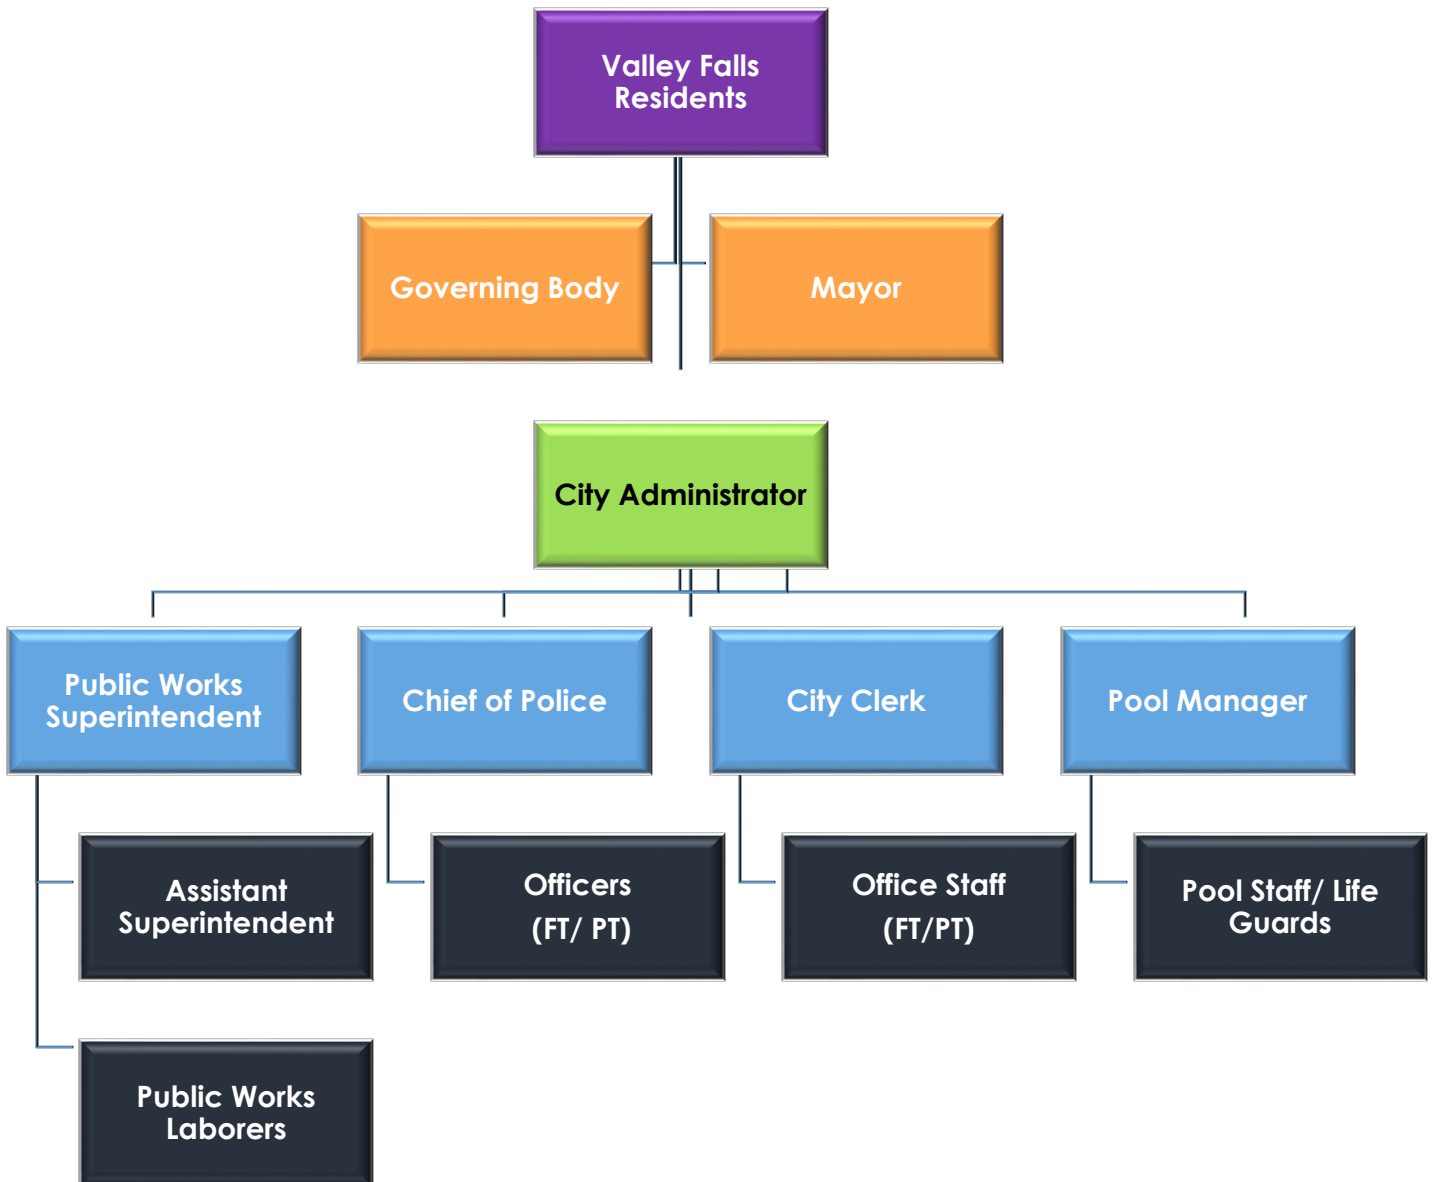 Valley Falls
Residents
Governing Body
Mayor
City Administrator
Public Works
Superintendent
Chief of Police
City Clerk
Pool Manager
Assistant
Superintendent
Officers
(FT/ PT)
Office Staff
(FT/PT)
Pool Staff/ Life
Guards
Public Works
Laborers